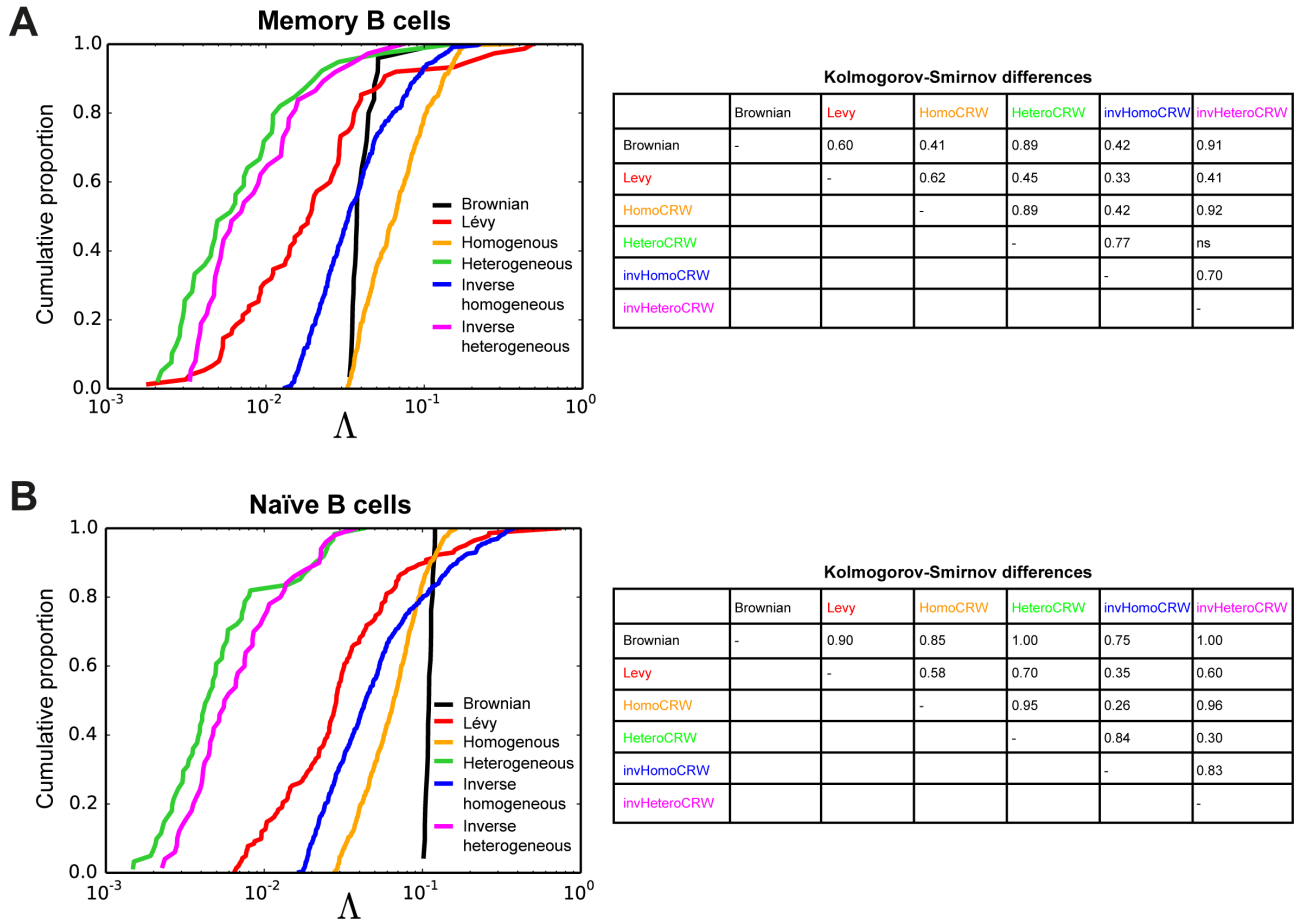 A
Memory B cells
Cumulative proportion
1.0
0.8
0.6
0.4
0.2
0.0
Brownian
Lévy
Homogenous
Heterogeneous
Inverse
homogeneous
Inverse
heterogeneous
10⁻³ 10⁻² 10⁻¹ 10⁰
Λ
Kolmogorov-Smirnov differences
Brownian Levy HomoCRW HeteroCRW invHomoCRW invHeteroCRW
Brownian - 0.60 0.41 0.89 0.42 0.91
Levy - 0.62 0.45 0.33 0.41
HomoCRW - 0.89 0.42 0.92
HeteroCRW - 0.77 ns
invHomoCRW - 0.70
invHeteroCRW -
B
Naïve B cells
Cumulative proportion
1.0
0.8
0.6
0.4
0.2
0.0
Brownian
Lévy
Homogenous
Heterogeneous
Inverse
homogeneous
Inverse
heterogeneous
10⁻³ 10⁻² 10⁻¹ 10⁰
Λ
Kolmogorov-Smirnov differences
Brownian Levy HomoCRW HeteroCRW invHomoCRW invHeteroCRW
Brownian - 0.90 0.85 1.00 0.75 1.00
Levy - 0.58 0.70 0.35 0.60
HomoCRW - 0.95 0.26 0.96
HeteroCRW - 0.84 0.30
invHomoCRW - 0.83
invHeteroCRW -